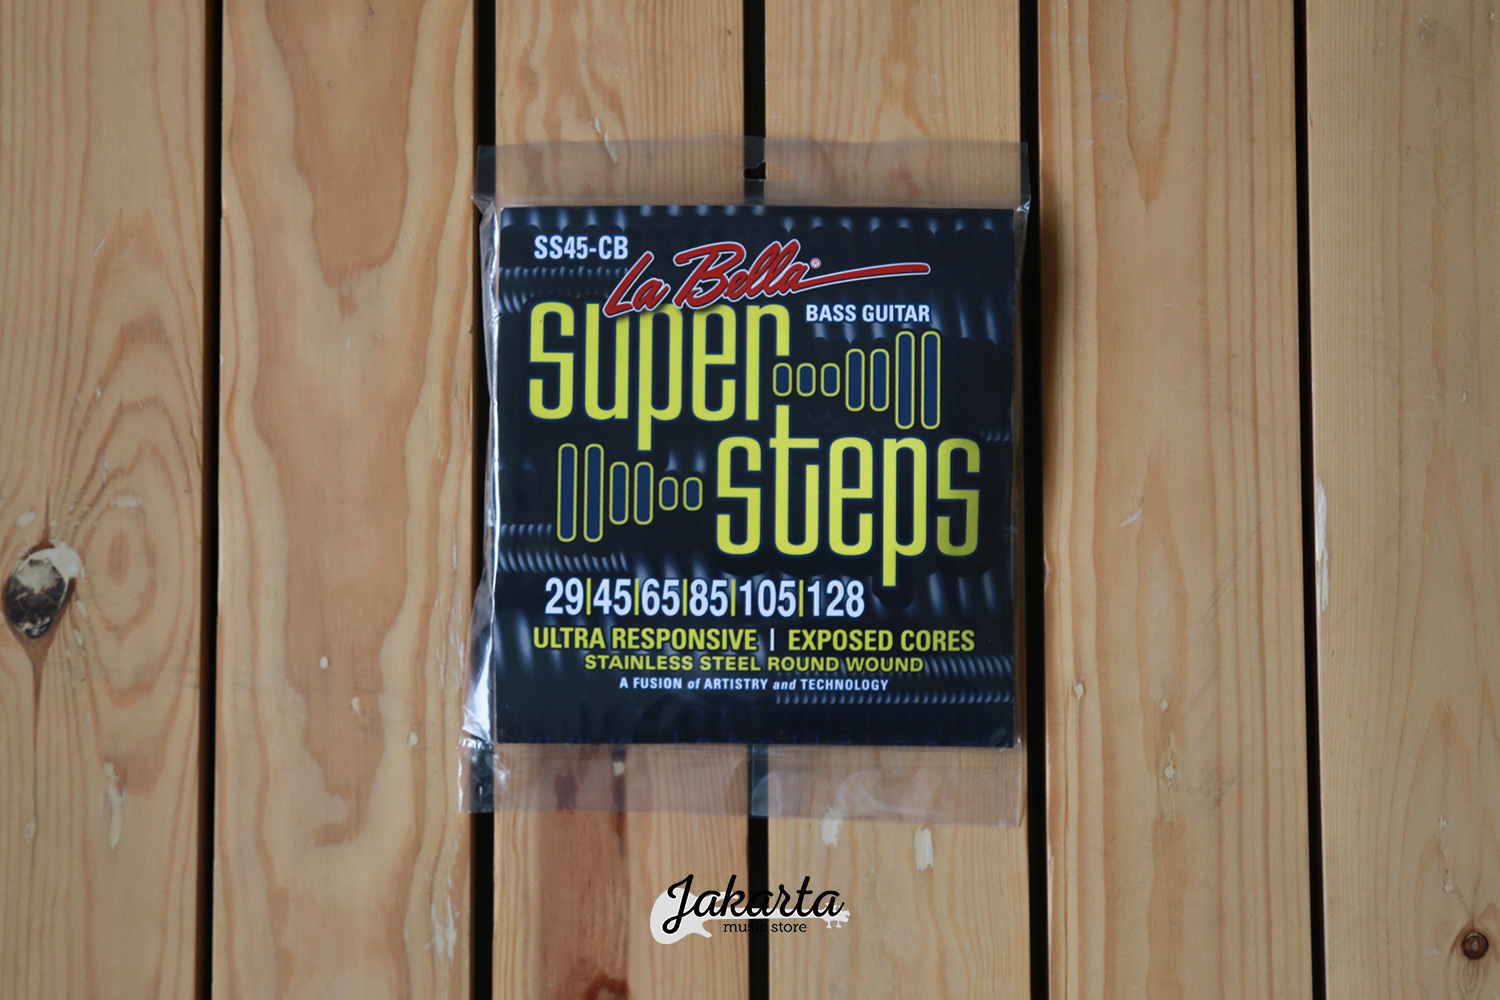 SS45-CB
La Bella®
BASS GUITAR
super
steps
29|45|65|85|105|128
ULTRA RESPONSIVE | EXPOSED CORES
STAINLESS STEEL ROUND WOUND
A FUSION of ARTISTRY and TECHNOLOGY
Jakarta
music store